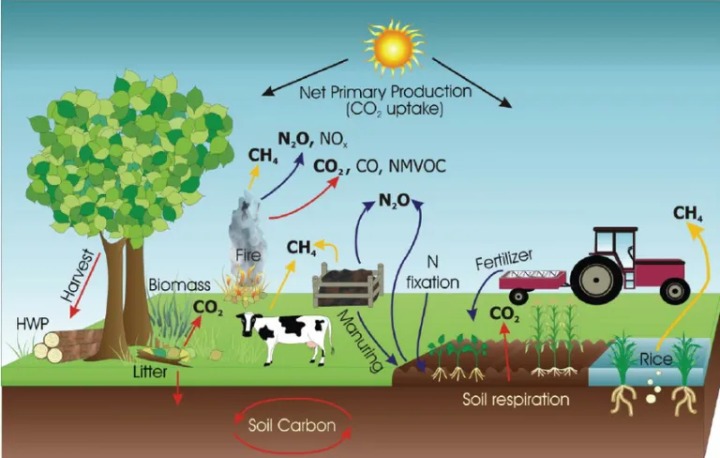 Net Primary Production
(CO₂ uptake)
N₂O, NOₓ
CH₄
CO₂, CO, NMVOC
N₂O
CH₄
Harvest
Fire
CH₄
N
fixation
Fertilizer
Biomass
CO₂
HWP
Manuring
CO₂
Litter
Rice
Soil respiration
Soil Carbon